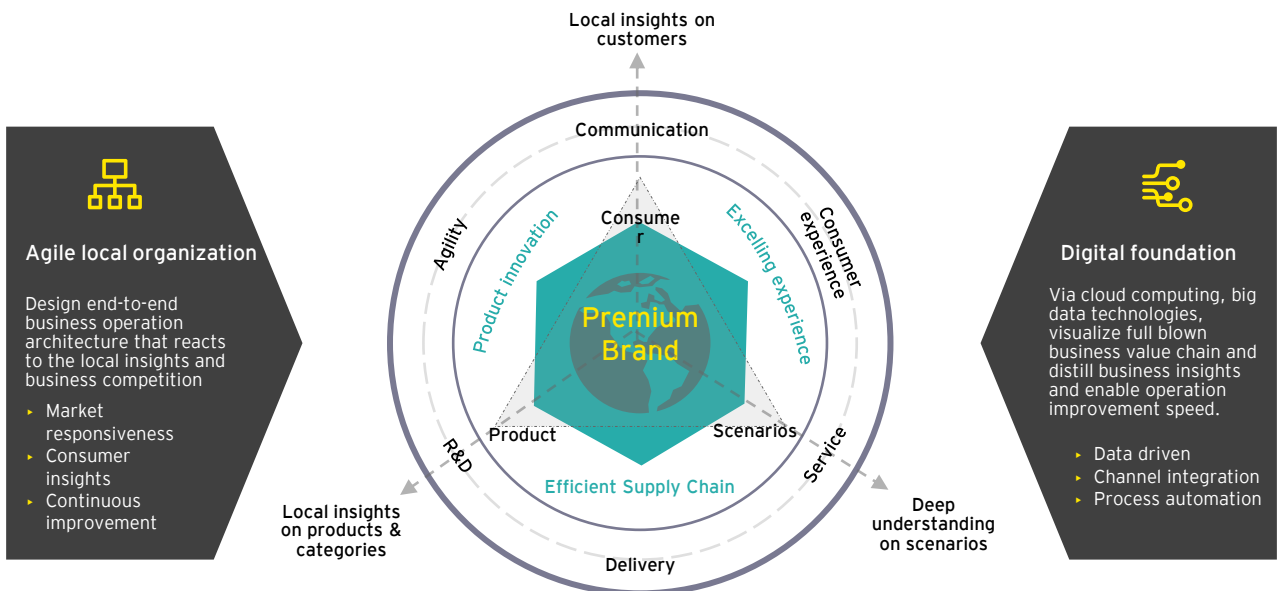 Local insights on
customers
Agile local organization
Design end-to-end
business operation
architecture that reacts
to the local insights and
business competition
Market
responsiveness
Consumer
insights
Continuous
improvement
Communication
Agility
Consumer
experience
Product innovation
Excelling experience
Consume
r
Premium
Brand
Product
Scenarios
R&D
Service
Efficient Supply Chain
Delivery
Local insights
on products &
categories
Deep
understanding
on scenarios
Digital foundation
Via cloud computing, big
data technologies,
visualize full blown
business value chain and
distill business insights
and enable operation
improvement speed.
Data driven
Channel integration
Process automation